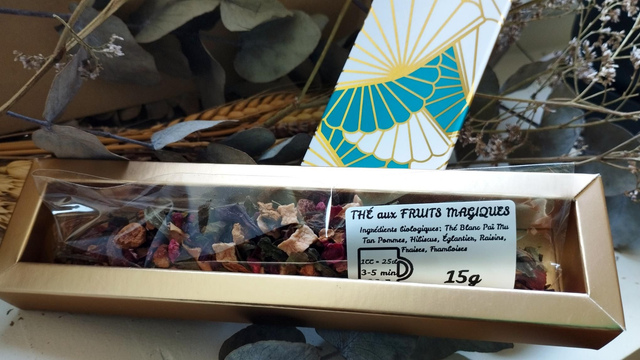 THÉ aux FRUITS MAGIQUES
Ingrédients biologiques: Thé Blanc Paï Mu
Tan Pommes, Hibiscus, Églantier, Raisins,
Fraises, Framboises
1CC = 25cl
3-5 min
15g